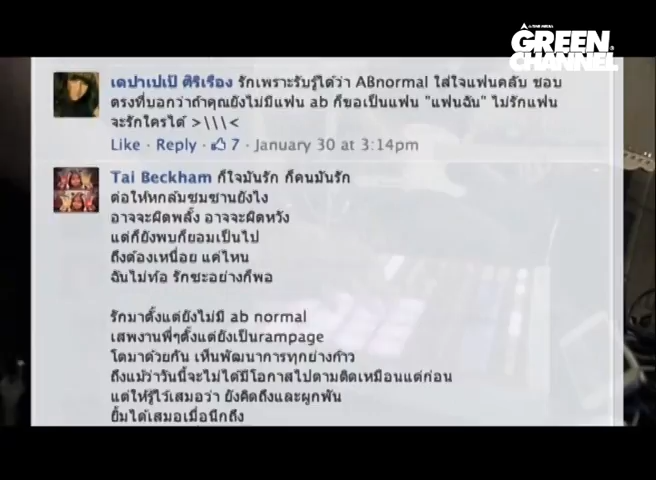 GREEN
CHANNEL
เดปาเปเป้ ศิริเรือง รักเพราะรับรู้ได้ว่า ABnormal ใส่ใจแฟนคลับ ชอบ
ตรงที่บอกว่าถ้าคุณยังไม่มีแฟน ab ก็ขอเป็นแฟน "แฟนฉัน" ไม่รักแฟน
จะรักใครได้ >\\\<
Like · Reply · 7 · January 30 at 3:14pm
Tai Beckham ก็ใจมันรัก ก็คนมันรัก
ต่อให้หกล้มซมซานยังไง
อาจจะผิดพลั้ง อาจจะผิดหวัง
แต่ก็ยังพบก็ยอมเป็นไป
ถึงต้องเหนื่อย แค่ไหน
ฉันไม่ท้อ รักซะอย่างก็พอ
รักมาตั้งแต่ยังไม่มี ab normal
เสพงานพี่ๆตั้งแต่ยังเป็นrampage
โตมาด้วยกัน เห็นพัฒนาการทุกย่างก้าว
ถึงแม้ว่าวันนี้จะไม่ได้มีโอกาสไปตามติดเหมือนแต่ก่อน
แต่ให้รู้ไว้เสมอว่า ยังคิดถึงและผูกพัน
ยิ้มได้เสมอเมื่อนึกถึง